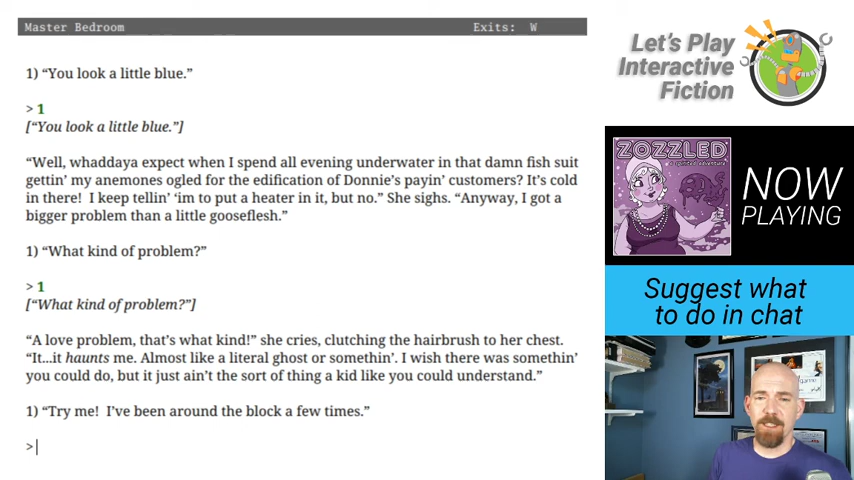 Master Bedroom Exits: W
1) “You look a little blue.”
> 1
[“You look a little blue.”]
“Well, whaddaya expect when I spend all evening underwater in that damn fish suit
gettin’ my anemones ogled for the edification of Donnie’s payin’ customers? It’s cold
in there! I keep tellin’ ‘im to put a heater in it, but no.” She sighs. “Anyway, I got a
bigger problem than a little gooseflesh.”
1) “What kind of problem?”
> 1
[“What kind of problem?”]
“A love problem, that’s what kind!” she cries, clutching the hairbrush to her chest.
“It...it haunts me. Almost like a literal ghost or somethin’. I wish there was somethin’
you could do, but it just ain’t the sort of thing a kid like you could understand.”
1) “Try me! I’ve been around the block a few times.”
>
Let’s Play
Interactive
Fiction
ZOZZLED
a spirited adventure
NOW
PLAYING
Suggest what
to do in chat